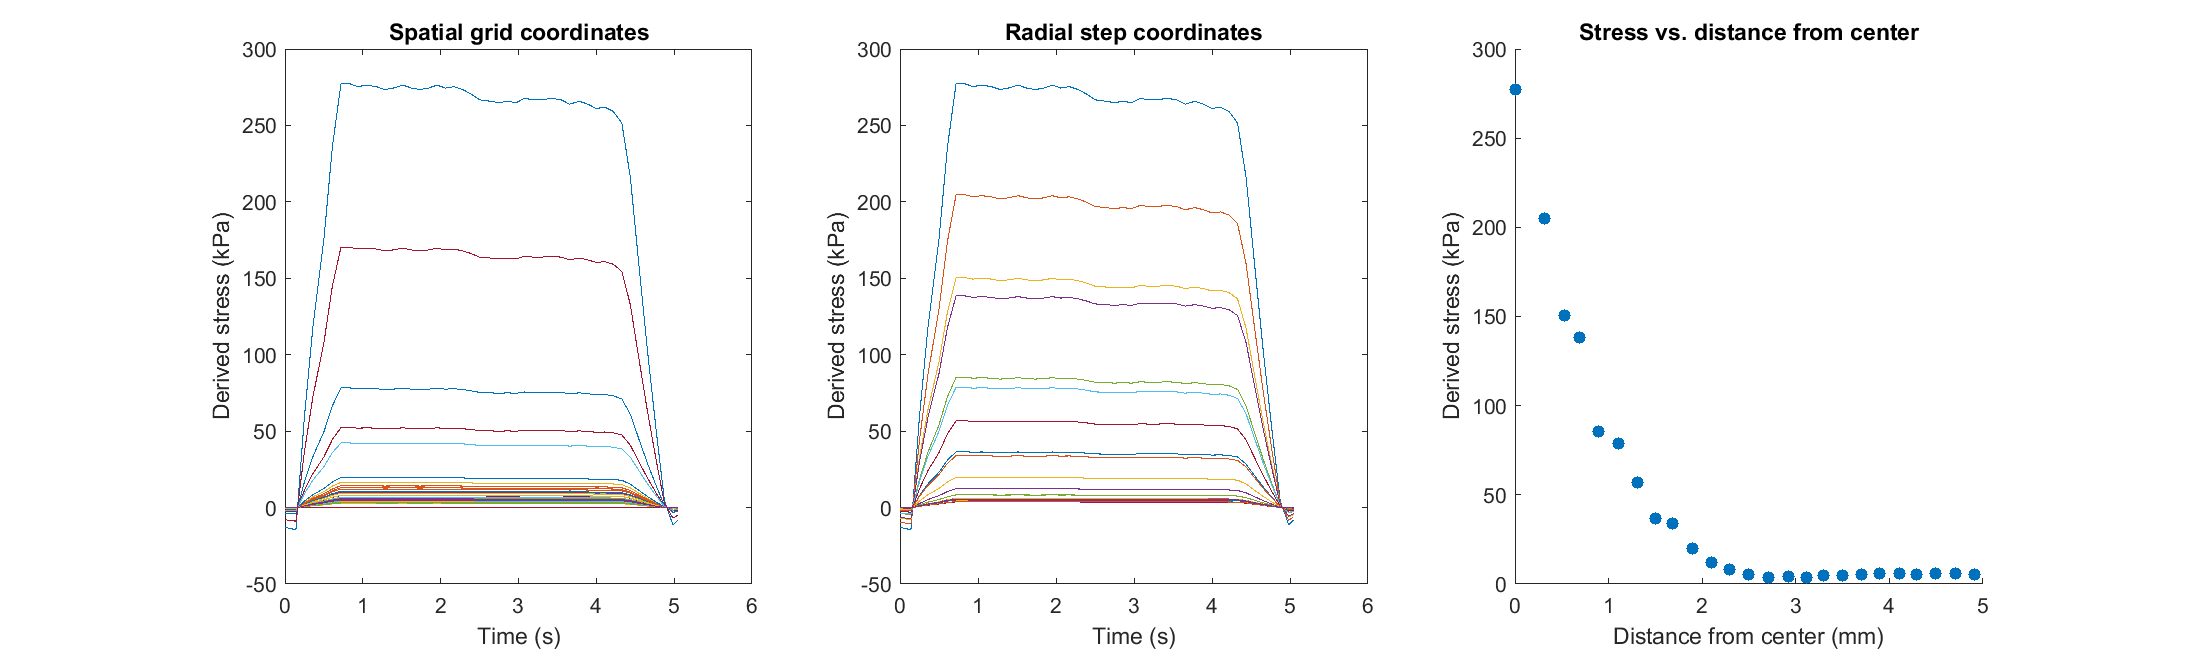 Spatial grid coordinates
300
250
200
150
100
50
0
-50
0 1 2 3 4 5 6
Time (s)
Derived stress (kPa)
Radial step coordinates
300
250
200
150
100
50
0
-50
0 1 2 3 4 5 6
Time (s)
Derived stress (kPa)
Stress vs. distance from center
300
250
200
150
100
50
0
0 1 2 3 4 5
Distance from center (mm)
Derived stress (kPa)